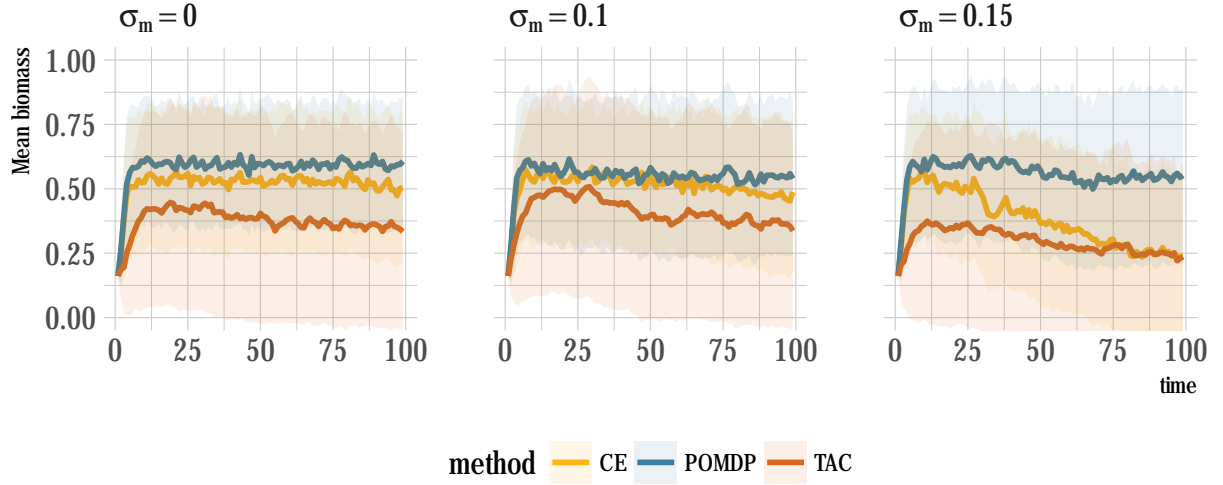 σm = 0
σm = 0.1
σm = 0.15
Mean biomass
1.00
0.75
0.50
0.25
0.00
0 25 50 75 100
0 25 50 75 100
0 25 50 75 100
time
method CE POMDP TAC